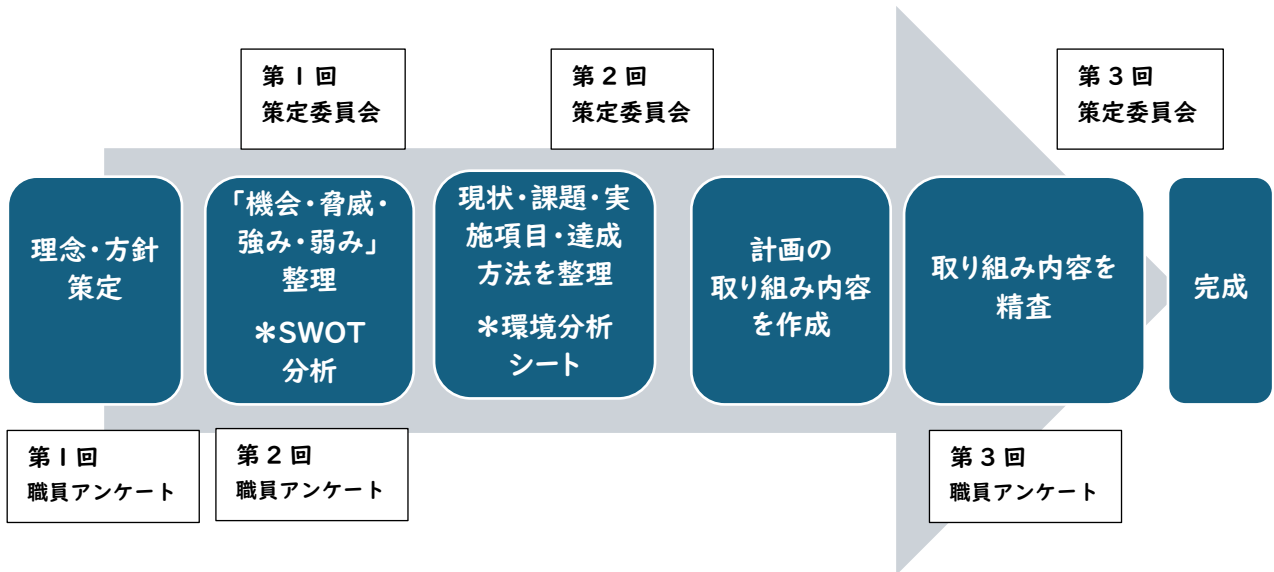 第1回
策定委員会
第2回
策定委員会
第3回
策定委員会
理念・方針
策定
「機会・脅威・
強み・弱み」
整理
＊SWOT
分析
現状・課題・実
施項目・達成
方法を整理
＊環境分析
シート
計画の
取り組み内容
を作成
取り組み内容を
精査
完成
第1回
職員アンケート
第2回
職員アンケート
第3回
職員アンケート